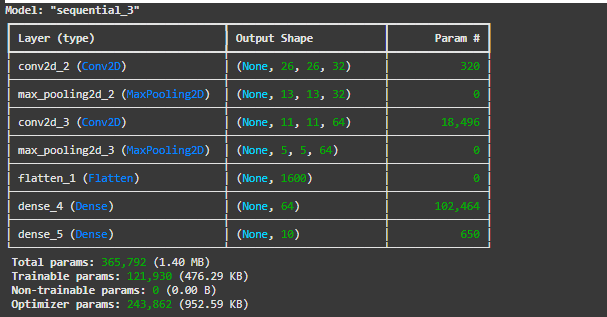 Model: "sequential_3"
Layer (type) Output Shape Param #
conv2d_2 (Conv2D) (None, 26, 26, 32) 320
max_pooling2d_2 (MaxPooling2D) (None, 13, 13, 32) 0
conv2d_3 (Conv2D) (None, 11, 11, 64) 18,496
max_pooling2d_3 (MaxPooling2D) (None, 5, 5, 64) 0
flatten_1 (Flatten) (None, 1600) 0
dense_4 (Dense) (None, 64) 102,464
dense_5 (Dense) (None, 10) 650
Total params: 365,792 (1.40 MB)
Trainable params: 121,930 (476.29 KB)
Non-trainable params: 0 (0.00 B)
Optimizer params: 243,862 (952.59 KB)